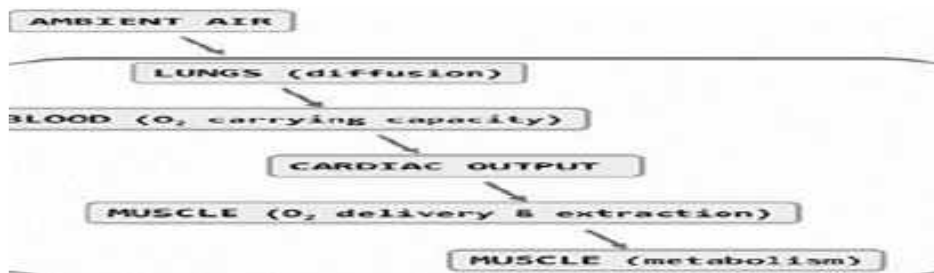 AMBIENT AIR
LUNGS (diffusion)
BLOOD (O₂ carrying capacity)
CARDIAC OUTPUT
MUSCLE (O₂ delivery & extraction)
MUSCLE (metabolism)